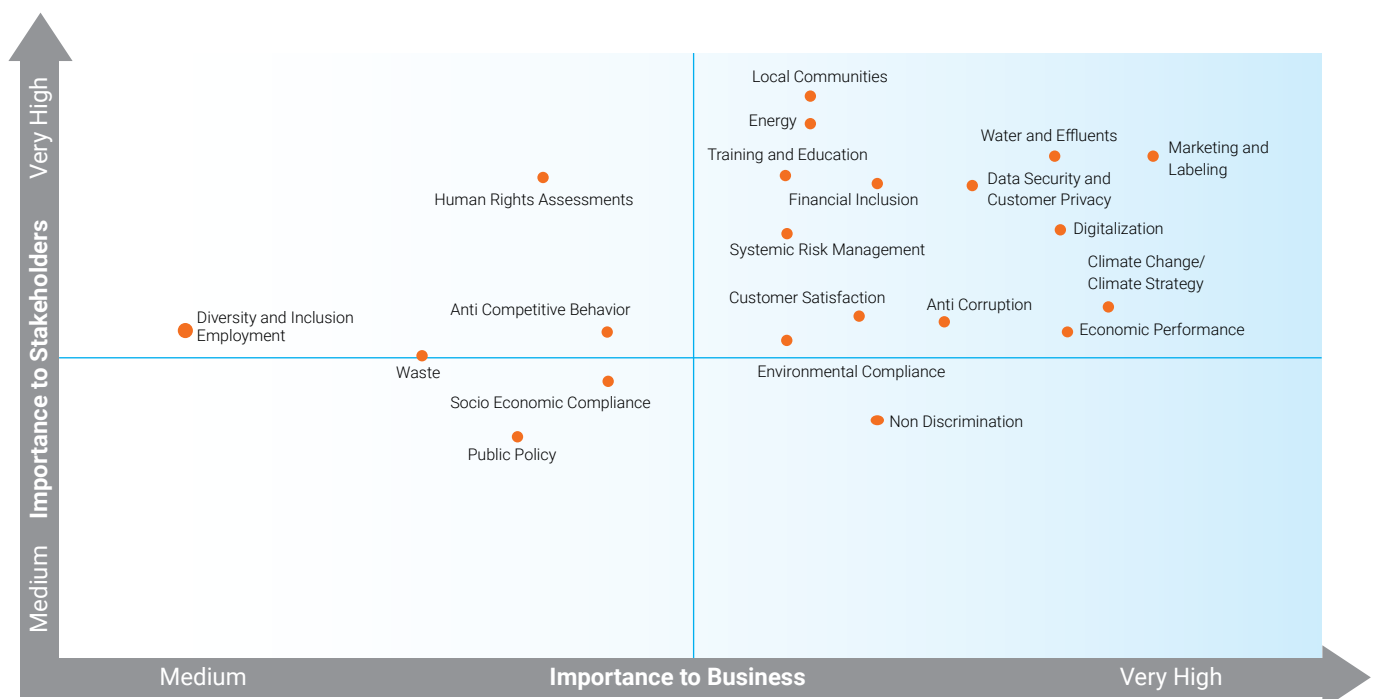 Very High
Importance to Stakeholders
Medium
Local Communities
Energy
Training and Education
Financial Inclusion
Systemic Risk Management
Customer Satisfaction
Environmental Compliance
Water and Effluents
Marketing and
Labeling
Data Security and
Customer Privacy
Digitalization
Climate Change/
Climate Strategy
Anti Corruption
Economic Performance
Non Discrimination
Human Rights Assessments
Diversity and Inclusion
Employment
Anti Competitive Behavior
Waste
Socio Economic Compliance
Public Policy
Medium
Importance to Business
Very High